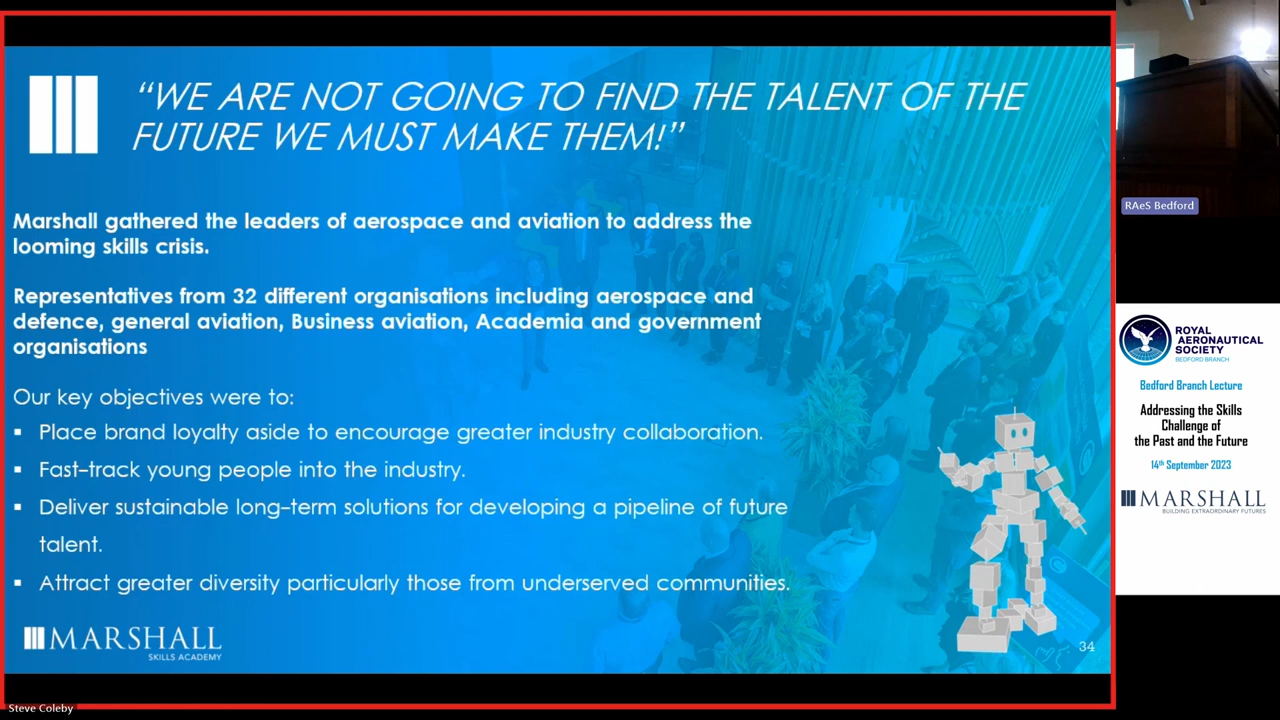 “WE ARE NOT GOING TO FIND THE TALENT OF THE
FUTURE WE MUST MAKE THEM!”
Marshall gathered the leaders of aerospace and aviation to address the
looming skills crisis.
Representatives from 32 different organisations including aerospace and
defence, general aviation, Business aviation, Academia and government
organisations
Our key objectives were to:
▪ Place brand loyalty aside to encourage greater industry collaboration.
▪ Fast-track young people into the industry.
▪ Deliver sustainable long-term solutions for developing a pipeline of future
talent.
▪ Attract greater diversity particularly those from underserved communities.
MARSHALL
SKILLS ACADEMY
34
Steve Coleby
RAeS Bedford
ROYAL
AERONAUTICAL
SOCIETY
BEDFORD BRANCH
Bedford Branch Lecture
Addressing the Skills
Challenge of
the Past and the Future
14th September 2023
MARSHALL
BUILDING EXTRAORDINARY FUTURES